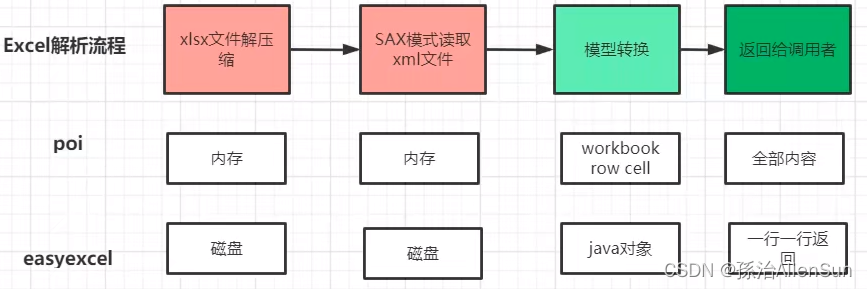 Excel解析流程
xlsx文件解压
缩
SAX模式读取
xml文件
模型转换
返回给调用者
poi
内存
内存
workbook
row cell
全部内容
easyexcel
磁盘
磁盘
java对象
一行一行返
回
CSDN @孫治AllenSun